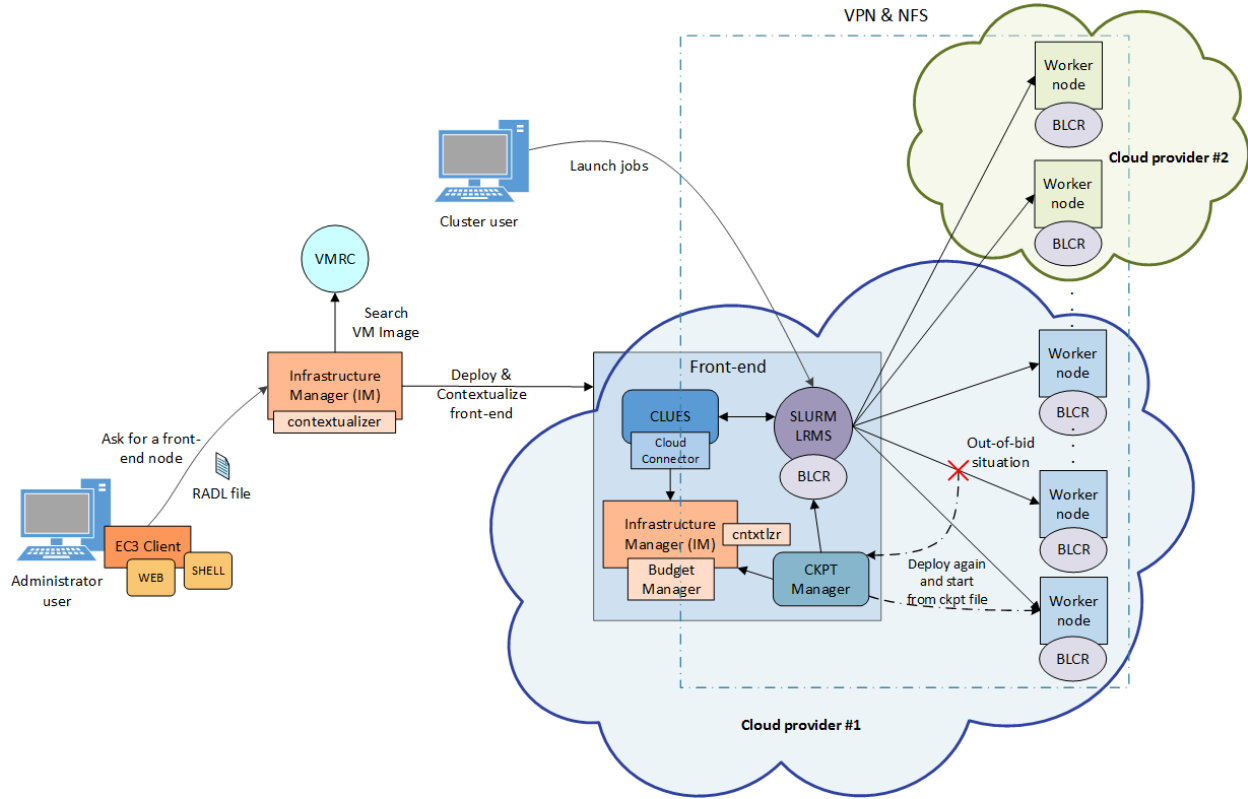 VPN & NFS
Worker
node
BLCR
Cloud provider #2
Worker
node
BLCR
Launch jobs
Cluster user
VMRC
Search
VM Image
Infrastructure
Manager (IM)
contextualizer
Deploy &
Contextualize
front-end
Ask for a front-
end node
RADL file
EC3 Client
WEB
SHELL
Administrator
user
Front-end
CLUES
Cloud
Connector
SLURM
LRMS
BLCR
Infrastructure
Manager (IM)
cntxtlzr
Budget
Manager
CKPT
Manager
Worker
node
BLCR
Out-of-bid
situation
Worker
node
BLCR
Deploy again
and start
from ckpt file
Worker
node
BLCR
Cloud provider #1